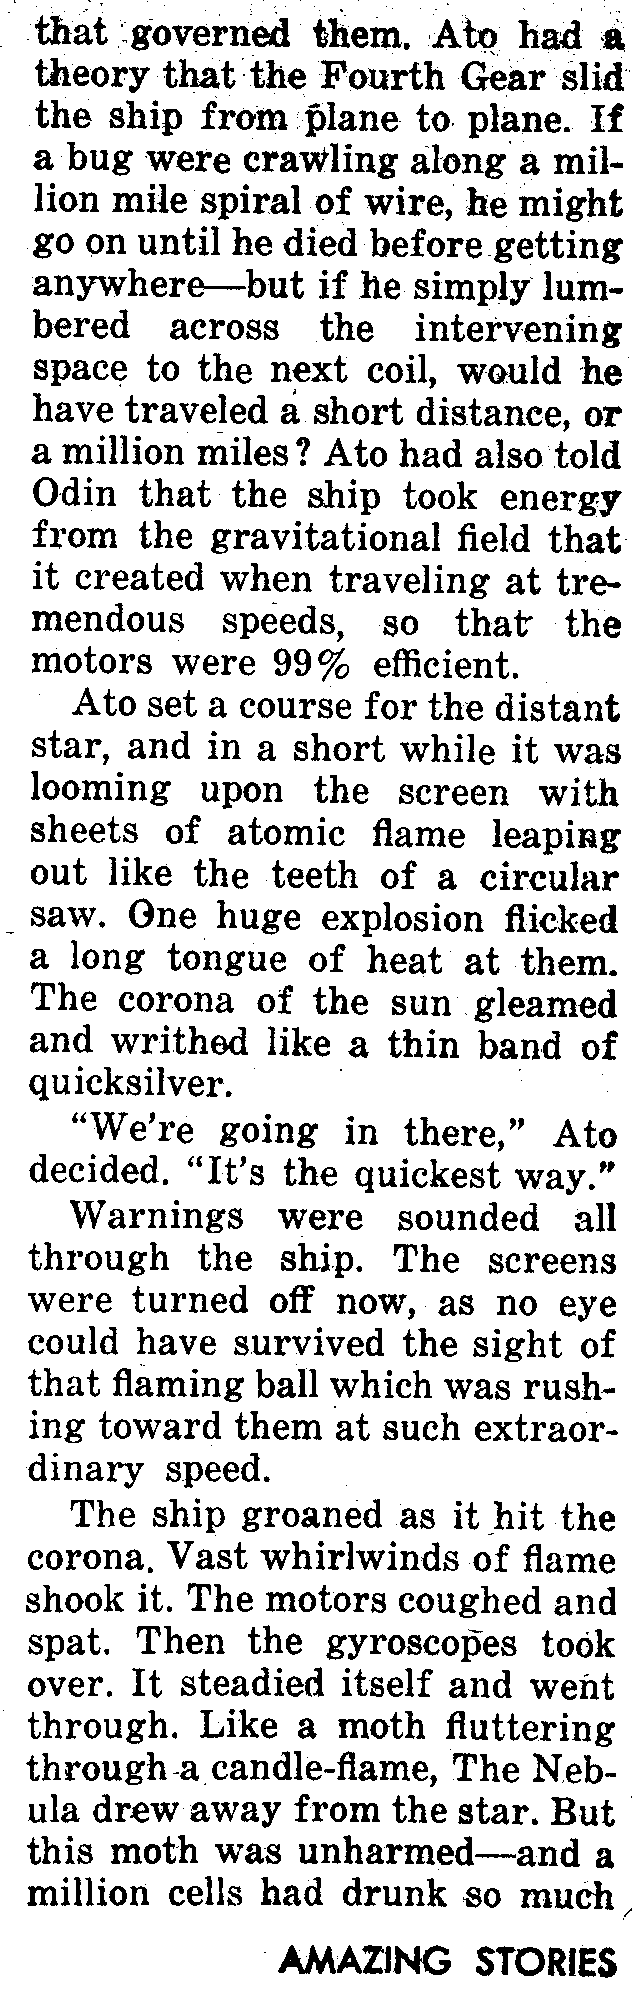 that governed them. Ato had a
theory that the Fourth Gear slid
the ship from plane to plane. If
a bug were crawling along a mil-
lion mile spiral of wire, he might
go on until he died before getting
anywhere—but if he simply lum-
bered across the intervening
space to the next coil, would he
have traveled a short distance, or
a million miles? Ato had also told
Odin that the ship took energy
from the gravitational field that
it created when traveling at tre-
mendous speeds, so that the
motors were 99% efficient.
Ato set a course for the distant
star, and in a short while it was
looming upon the screen with
sheets of atomic flame leaping
out like the teeth of a circular
saw. One huge explosion flicked
a long tongue of heat at them.
The corona of the sun gleamed
and writhed like a thin band of
quicksilver.
“We're going in there,” Ato
decided. “It's the quickest way.”
Warnings were sounded all
through the ship. The screens
were turned off now, as no eye
could have survived the sight of
that flaming ball which was rush-
ing toward them at such extraor-
dinary speed.
The ship groaned as it hit the
corona. Vast whirlwinds of flame
shook it. The motors coughed and
spat. Then the gyroscopes took
over. It steadied itself and went
through. Like a moth fluttering
through a candle-flame, The Neb-
ula drew away from the star. But
this moth was unharmed—and a
million cells had drunk so much
AMAZING STORIES